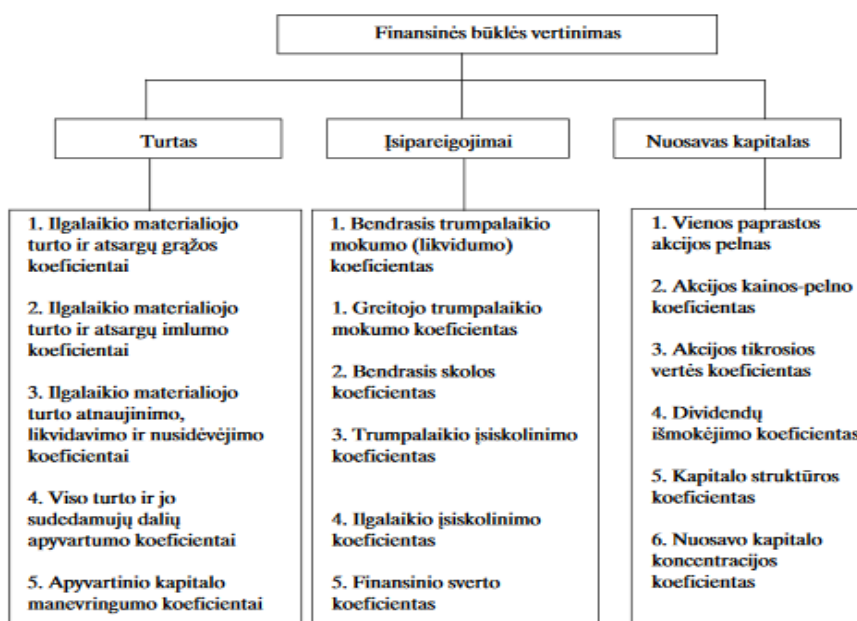 Finansinės būklės vertinimas
Turtas
Įsipareigojimai
Nuosavas kapitalas
1. Ilgalaikio materialiojo
turto ir atsargų grąžos
koeficientai
2. Ilgalaikio materialiojo
turto ir atsargų imlumo
koeficientai
3. Ilgalaikio materialiojo
turto atnaujinimo,
likvidavimo ir nusidėvėjimo
koeficientai
4. Viso turto ir jo
sudedamųjų dalių
apyvartumo koeficientai
5. Apyvartinio kapitalo
manevringumo koeficientai
1. Bendrasis trumpalaikio
mokumo (likvidumo)
koeficientas
1. Greitojo trumpalaikio
mokumo koeficientas
2. Bendrasis skolos
koeficientas
3. Trumpalaikio įsiskolinimo
koeficientas
4. Ilgalaikio įsiskolinimo
koeficientas
5. Finansinio sverto
koeficientas
1. Vienos paprastos
akcijos pelnas
2. Akcijos kainos-pelno
koeficientas
3. Akcijos tikrosios
vertės koeficientas
4. Dividendų
išmokėjimo koeficientas
5. Kapitalo struktūros
koeficientas
6. Nuosavo kapitalo
koncentracijos
koeficientas